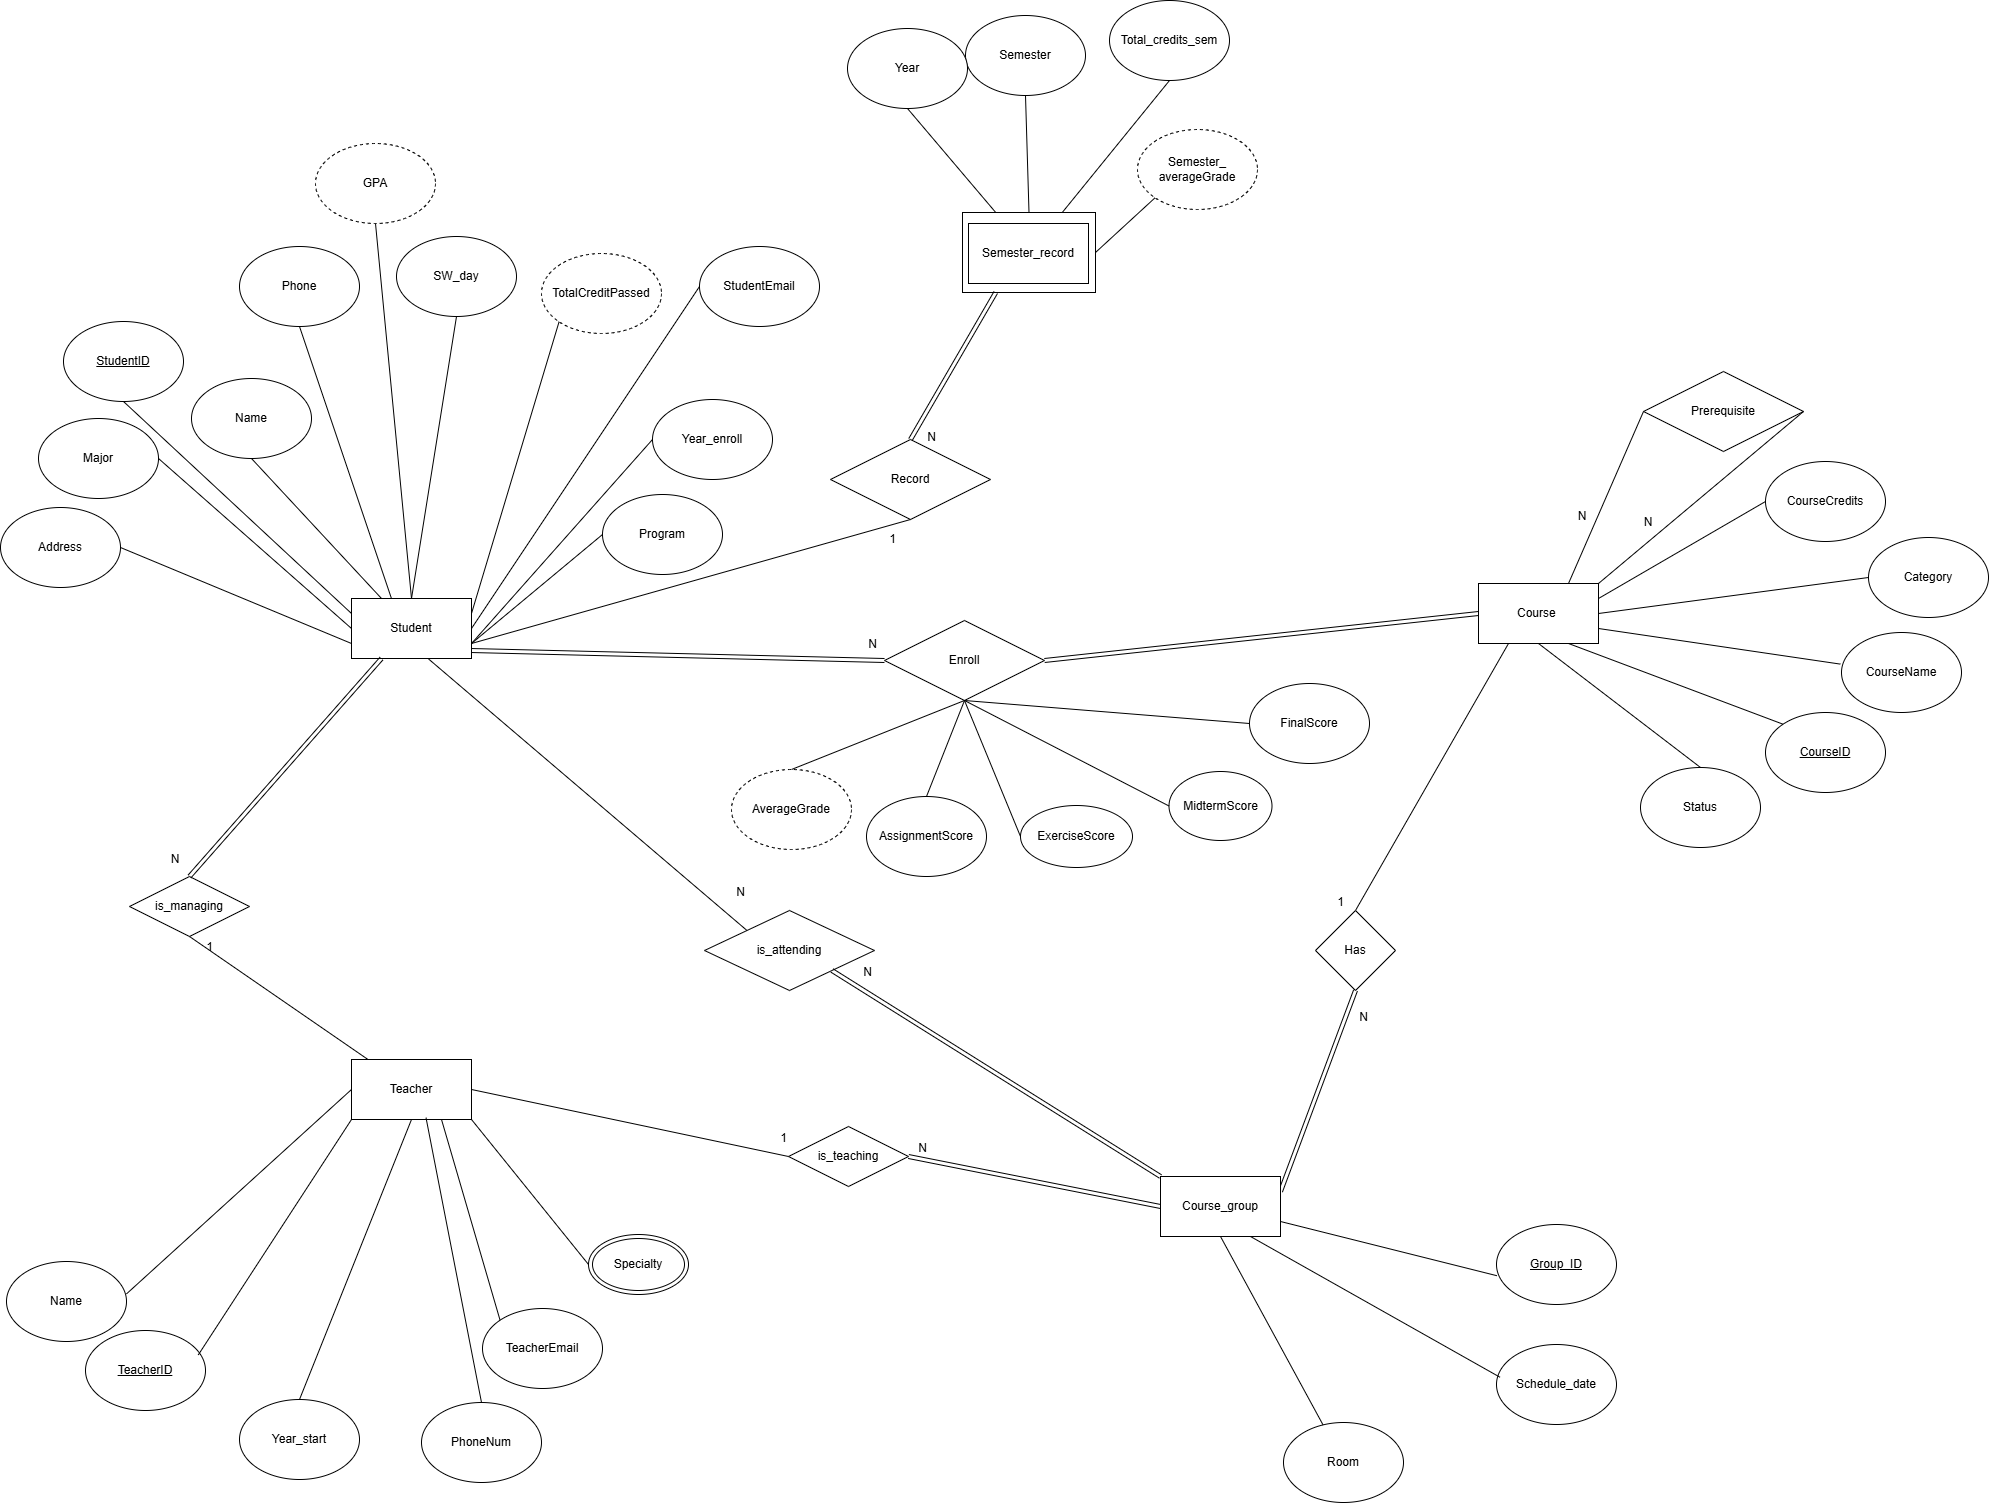 Total_credits_sem
Semester
Year
Semester_
averageGrade
GPA
Semester_record
SW_day
Phone
StudentEmail
TotalCreditPassed
StudentID
Prerequisite
Name
Year_enroll
N
Major
Record
CourseCredits
N
N
Program
1
Address
Category
Course
Student
N
Enroll
CourseName
FinalScore
CourseID
MidtermScore
Status
AverageGrade
AssignmentScore
ExerciseScore
N
N
1
is_managing
1
is_attending
Has
N
N
Teacher
1
N
is_teaching
Course_group
Specialty
Group_ID
Name
TeacherEmail
TeacherID
Schedule_date
Year_start
PhoneNum
Room